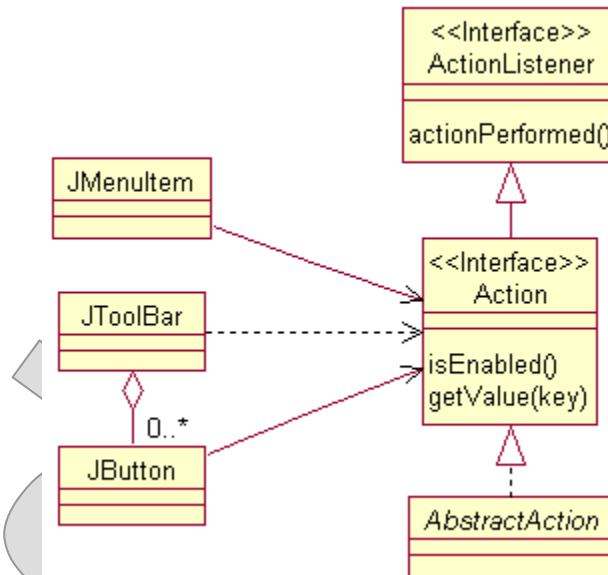 <<Interface>>
ActionListener
actionPerformed()
JMenuItem
<<Interface>>
Action
isEnabled()
getValue(key)
JToolBar
0..*
JButton
AbstractAction